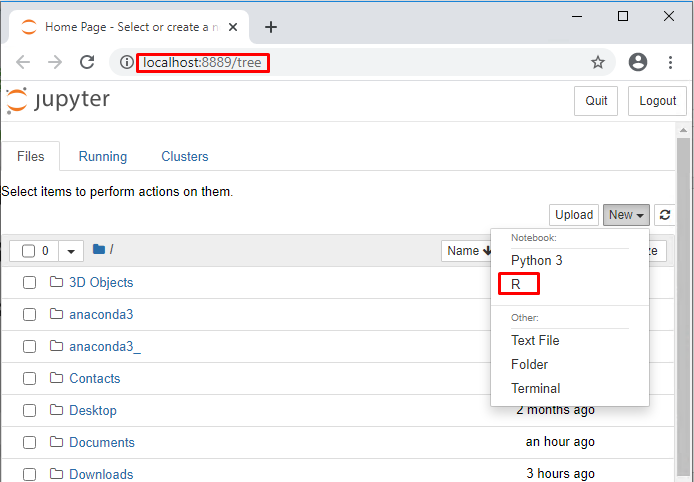 Home Page - Select or create a n
localhost:8889/tree
jupyter
Quit
Logout
Files
Running
Clusters
Select items to perform actions on them.
Upload
New
0
/
Name
ze
Notebook:
Python 3
R
Other:
Text File
Folder
Terminal
3D Objects
anaconda3
anaconda3_
Contacts
Desktop
2 months ago
Documents
an hour ago
Downloads
3 hours ago